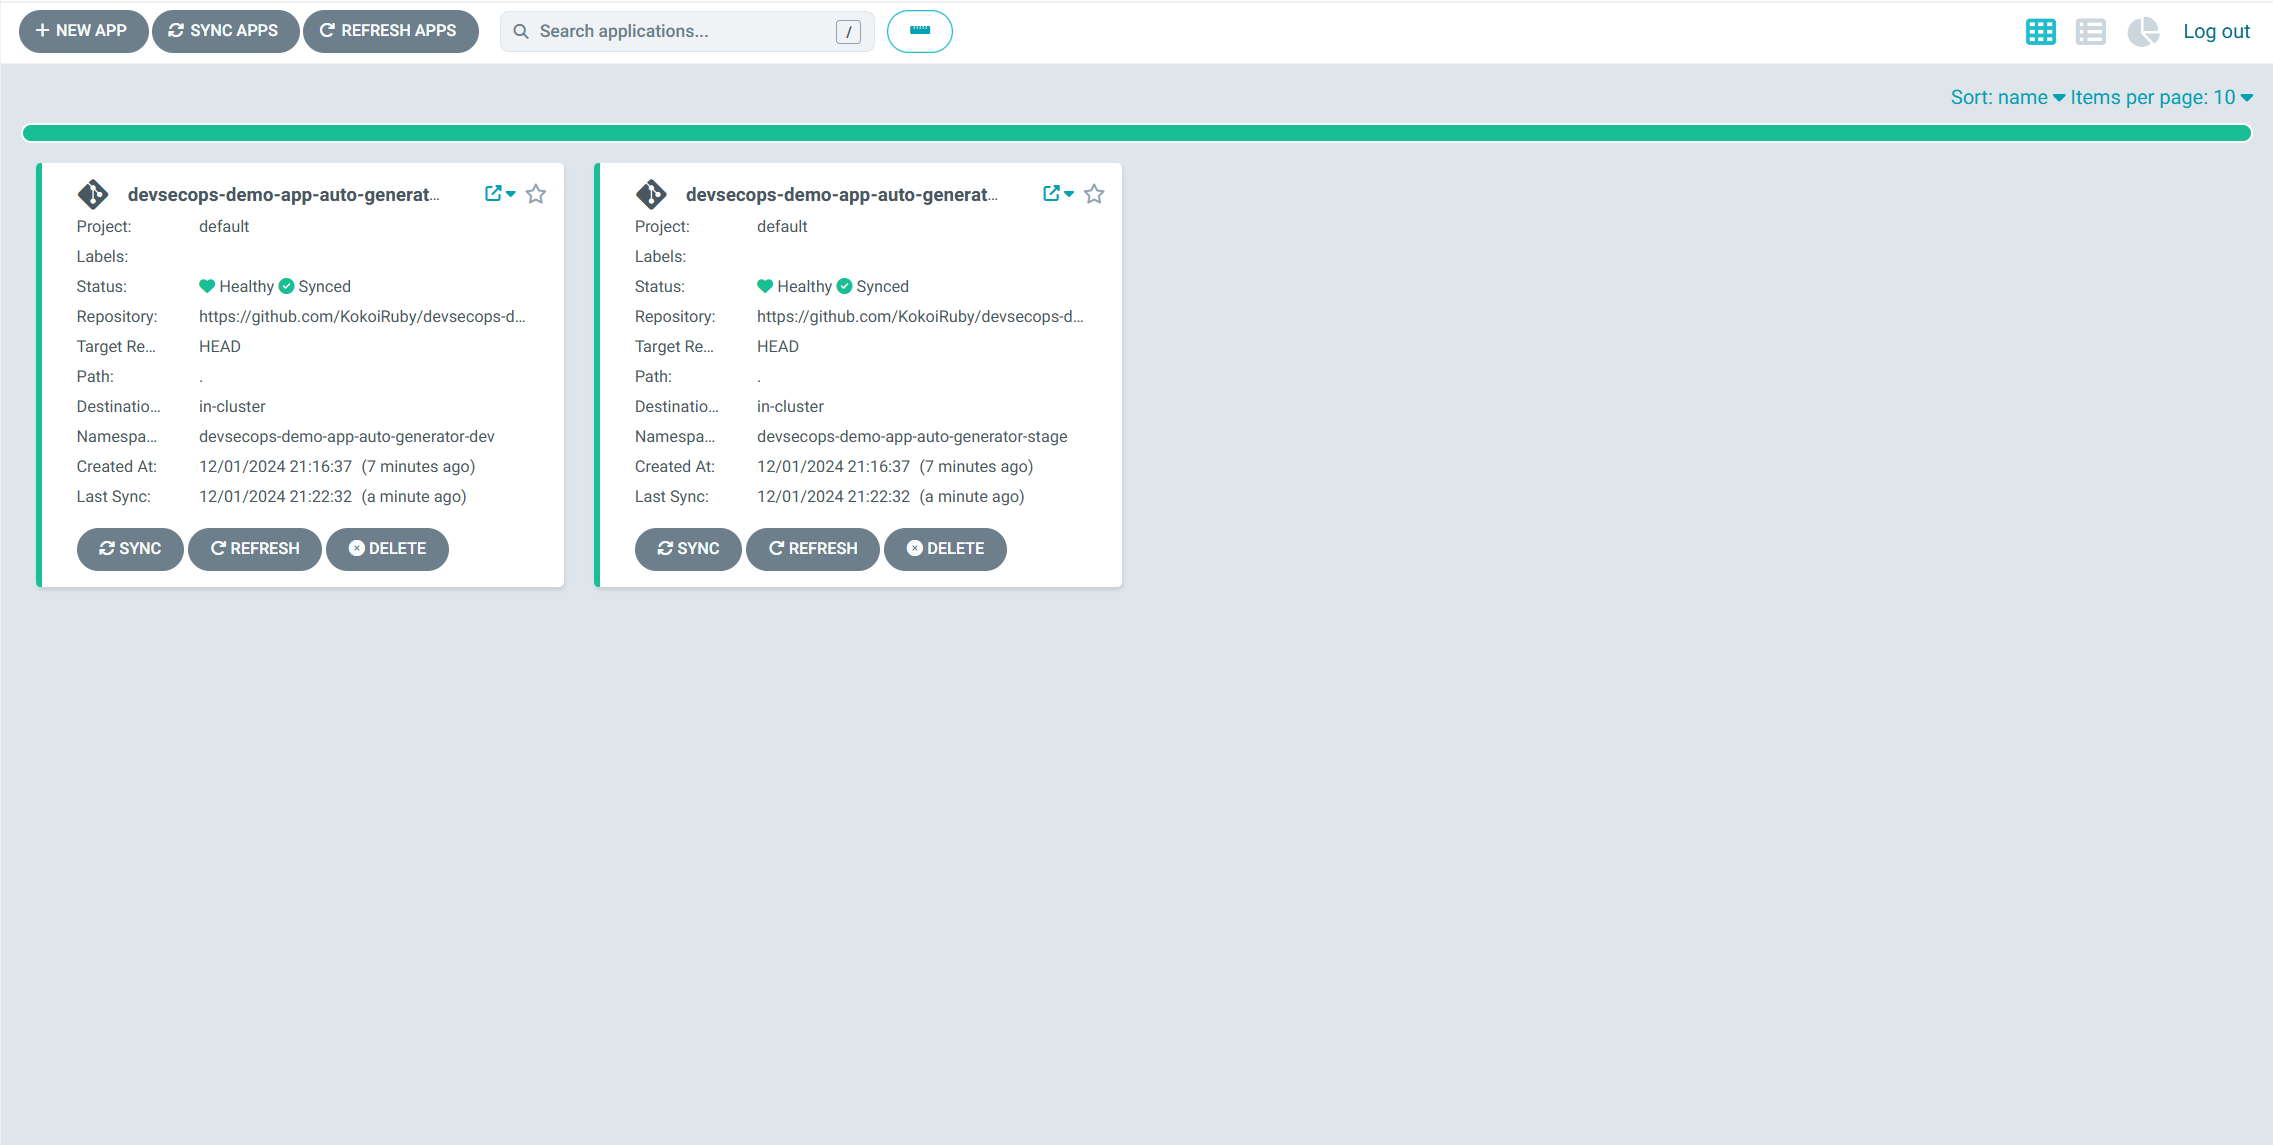 NEW APP SYNC APPS REFRESH APPS Search applications... / Log out
Sort: name Items per page: 10
devsecops-demo-app-auto-generat...
Project: default
Labels:
Status: Healthy Synced
Repository: https://github.com/KokoiRuby/devsecops-d...
Target Re... HEAD
Path: .
Destinatio... in-cluster
Namespa... devsecops-demo-app-auto-generator-dev
Created At: 12/01/2024 21:16:37 (7 minutes ago)
Last Sync: 12/01/2024 21:22:32 (a minute ago)
SYNC REFRESH DELETE
devsecops-demo-app-auto-generat...
Project: default
Labels:
Status: Healthy Synced
Repository: https://github.com/KokoiRuby/devsecops-d...
Target Re... HEAD
Path: .
Destinatio... in-cluster
Namespa... devsecops-demo-app-auto-generator-stage
Created At: 12/01/2024 21:16:37 (7 minutes ago)
Last Sync: 12/01/2024 21:22:32 (a minute ago)
SYNC REFRESH DELETE